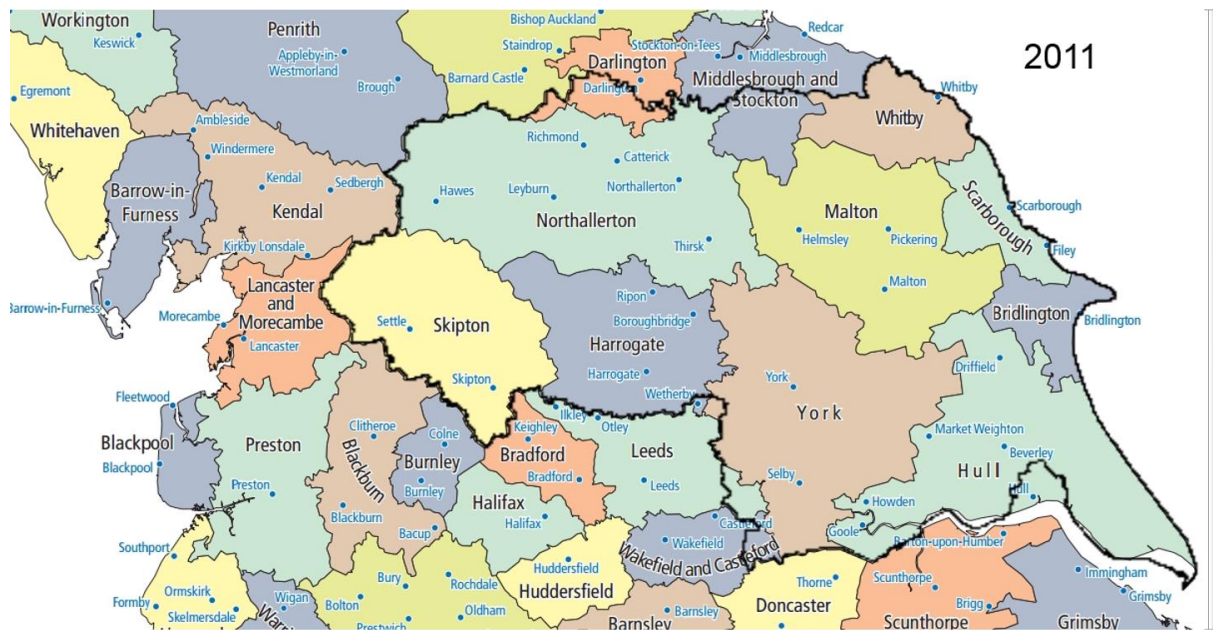 Workington
Keswick
Penrith
Appleby-in-
Westmorland
Brough
Bishop Auckland
Staindrop
Barnard Castle
Darlington
Darlington
Stockton-on-Tees
Redcar
Middlesbrough
Middlesbrough and
Stockton
2011
Egremont
Whitehaven
Ambleside
Windermere
Kendal
Sedbergh
Kendal
Barrow-in-
Furness
Kirkby Lonsdale
Richmond
Catterick
Northallerton
Hawes
Leyburn
Northallerton
Thirsk
Whitby
Whitby
Malton
Helmsley
Pickering
Malton
Scarborough
Scarborough
Filey
Lancaster
and
Morecambe
Barrow-in-Furness
Morecambe
Lancaster
Settle
Skipton
Skipton
Ripon
Boroughbridge
Harrogate
Harrogate
Wetherby
Bridlington
Bridlington
Driffield
York
York
Fleetwood
Blackpool
Blackpool
Preston
Preston
Clitheroe
Blackburn
Blackburn
Bacup
Colne
Burnley
Burnley
Keighley
Bradford
Bradford
Ilkley
Otley
Leeds
Leeds
Market Weighton
Beverley
Hull
Hull
Selby
Howden
Goole
Halifax
Halifax
Castleford
Wakefield
Wakefield and Castleford
Barton-upon-Humber
Southport
Ormskirk
Formby
Skelmersdale
Wigan
Bury
Bolton
Prestwich
Rochdale
Oldham
Huddersfield
Huddersfield
Barnsley
Barnsley
Thorne
Doncaster
Scunthorpe
Brigg
Scunthorpe
Immingham
Grimsby
Grimsby